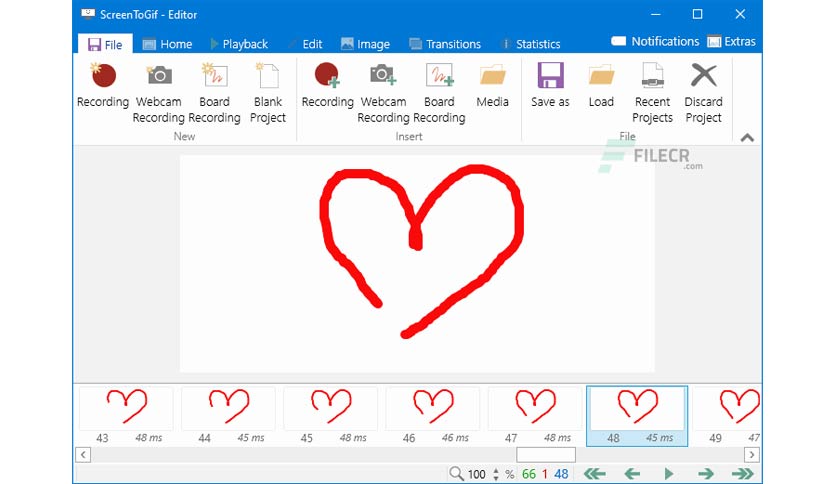 ScreenToGif - Editor
File Home Playback Edit Image Transitions Statistics Notifications Extras
Recording Webcam Recording Board Recording Blank Project Recording Webcam Recording Board Recording Media Save as Load Recent Projects Discard Project
New Insert File
FILECR
.com
43 48 ms 44 45 ms 45 48 ms 46 46 ms 47 48 ms 48 45 ms 49 47
100 % 66 1 48